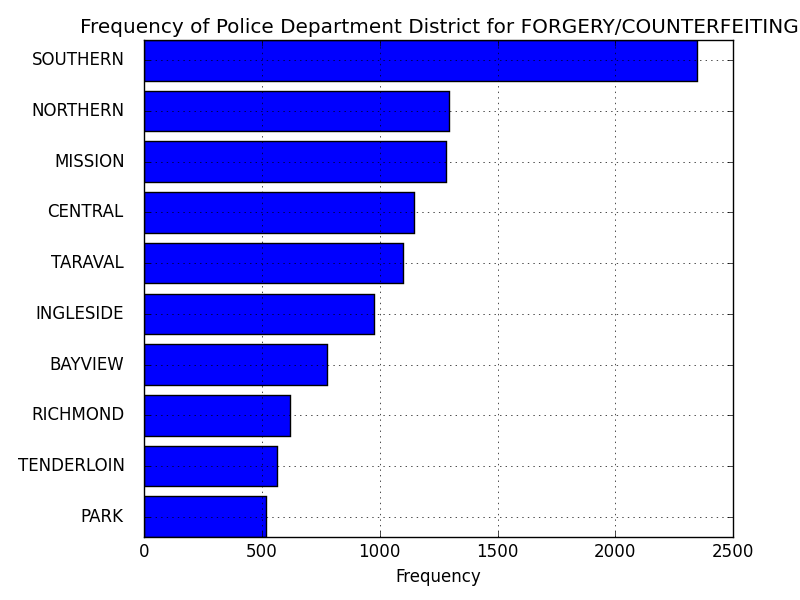 Frequency of Police Department District for FORGERY/COUNTERFEITING
SOUTHERN
NORTHERN
MISSION
CENTRAL
TARAVAL
INGLESIDE
BAYVIEW
RICHMOND
TENDERLOIN
PARK
0 500 1000 1500 2000 2500
Frequency